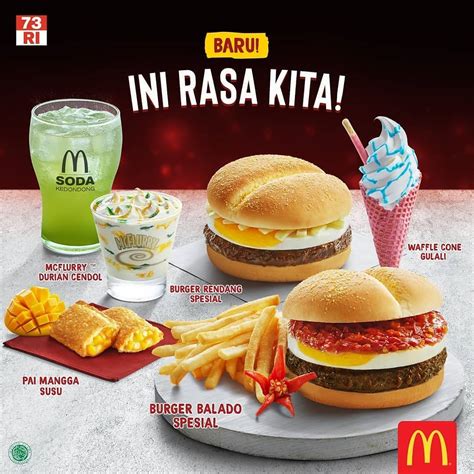 73
RI
BARU!
INI RASA KITA!
SODA
KEDONDONG
McFLURRY™
DURIAN CENDOL
McFLURRY
WAFFLE CONE
GULALI
BURGER RENDANG
SPESIAL
PAI MANGGA
SUSU
BURGER BALADO
SPESIAL